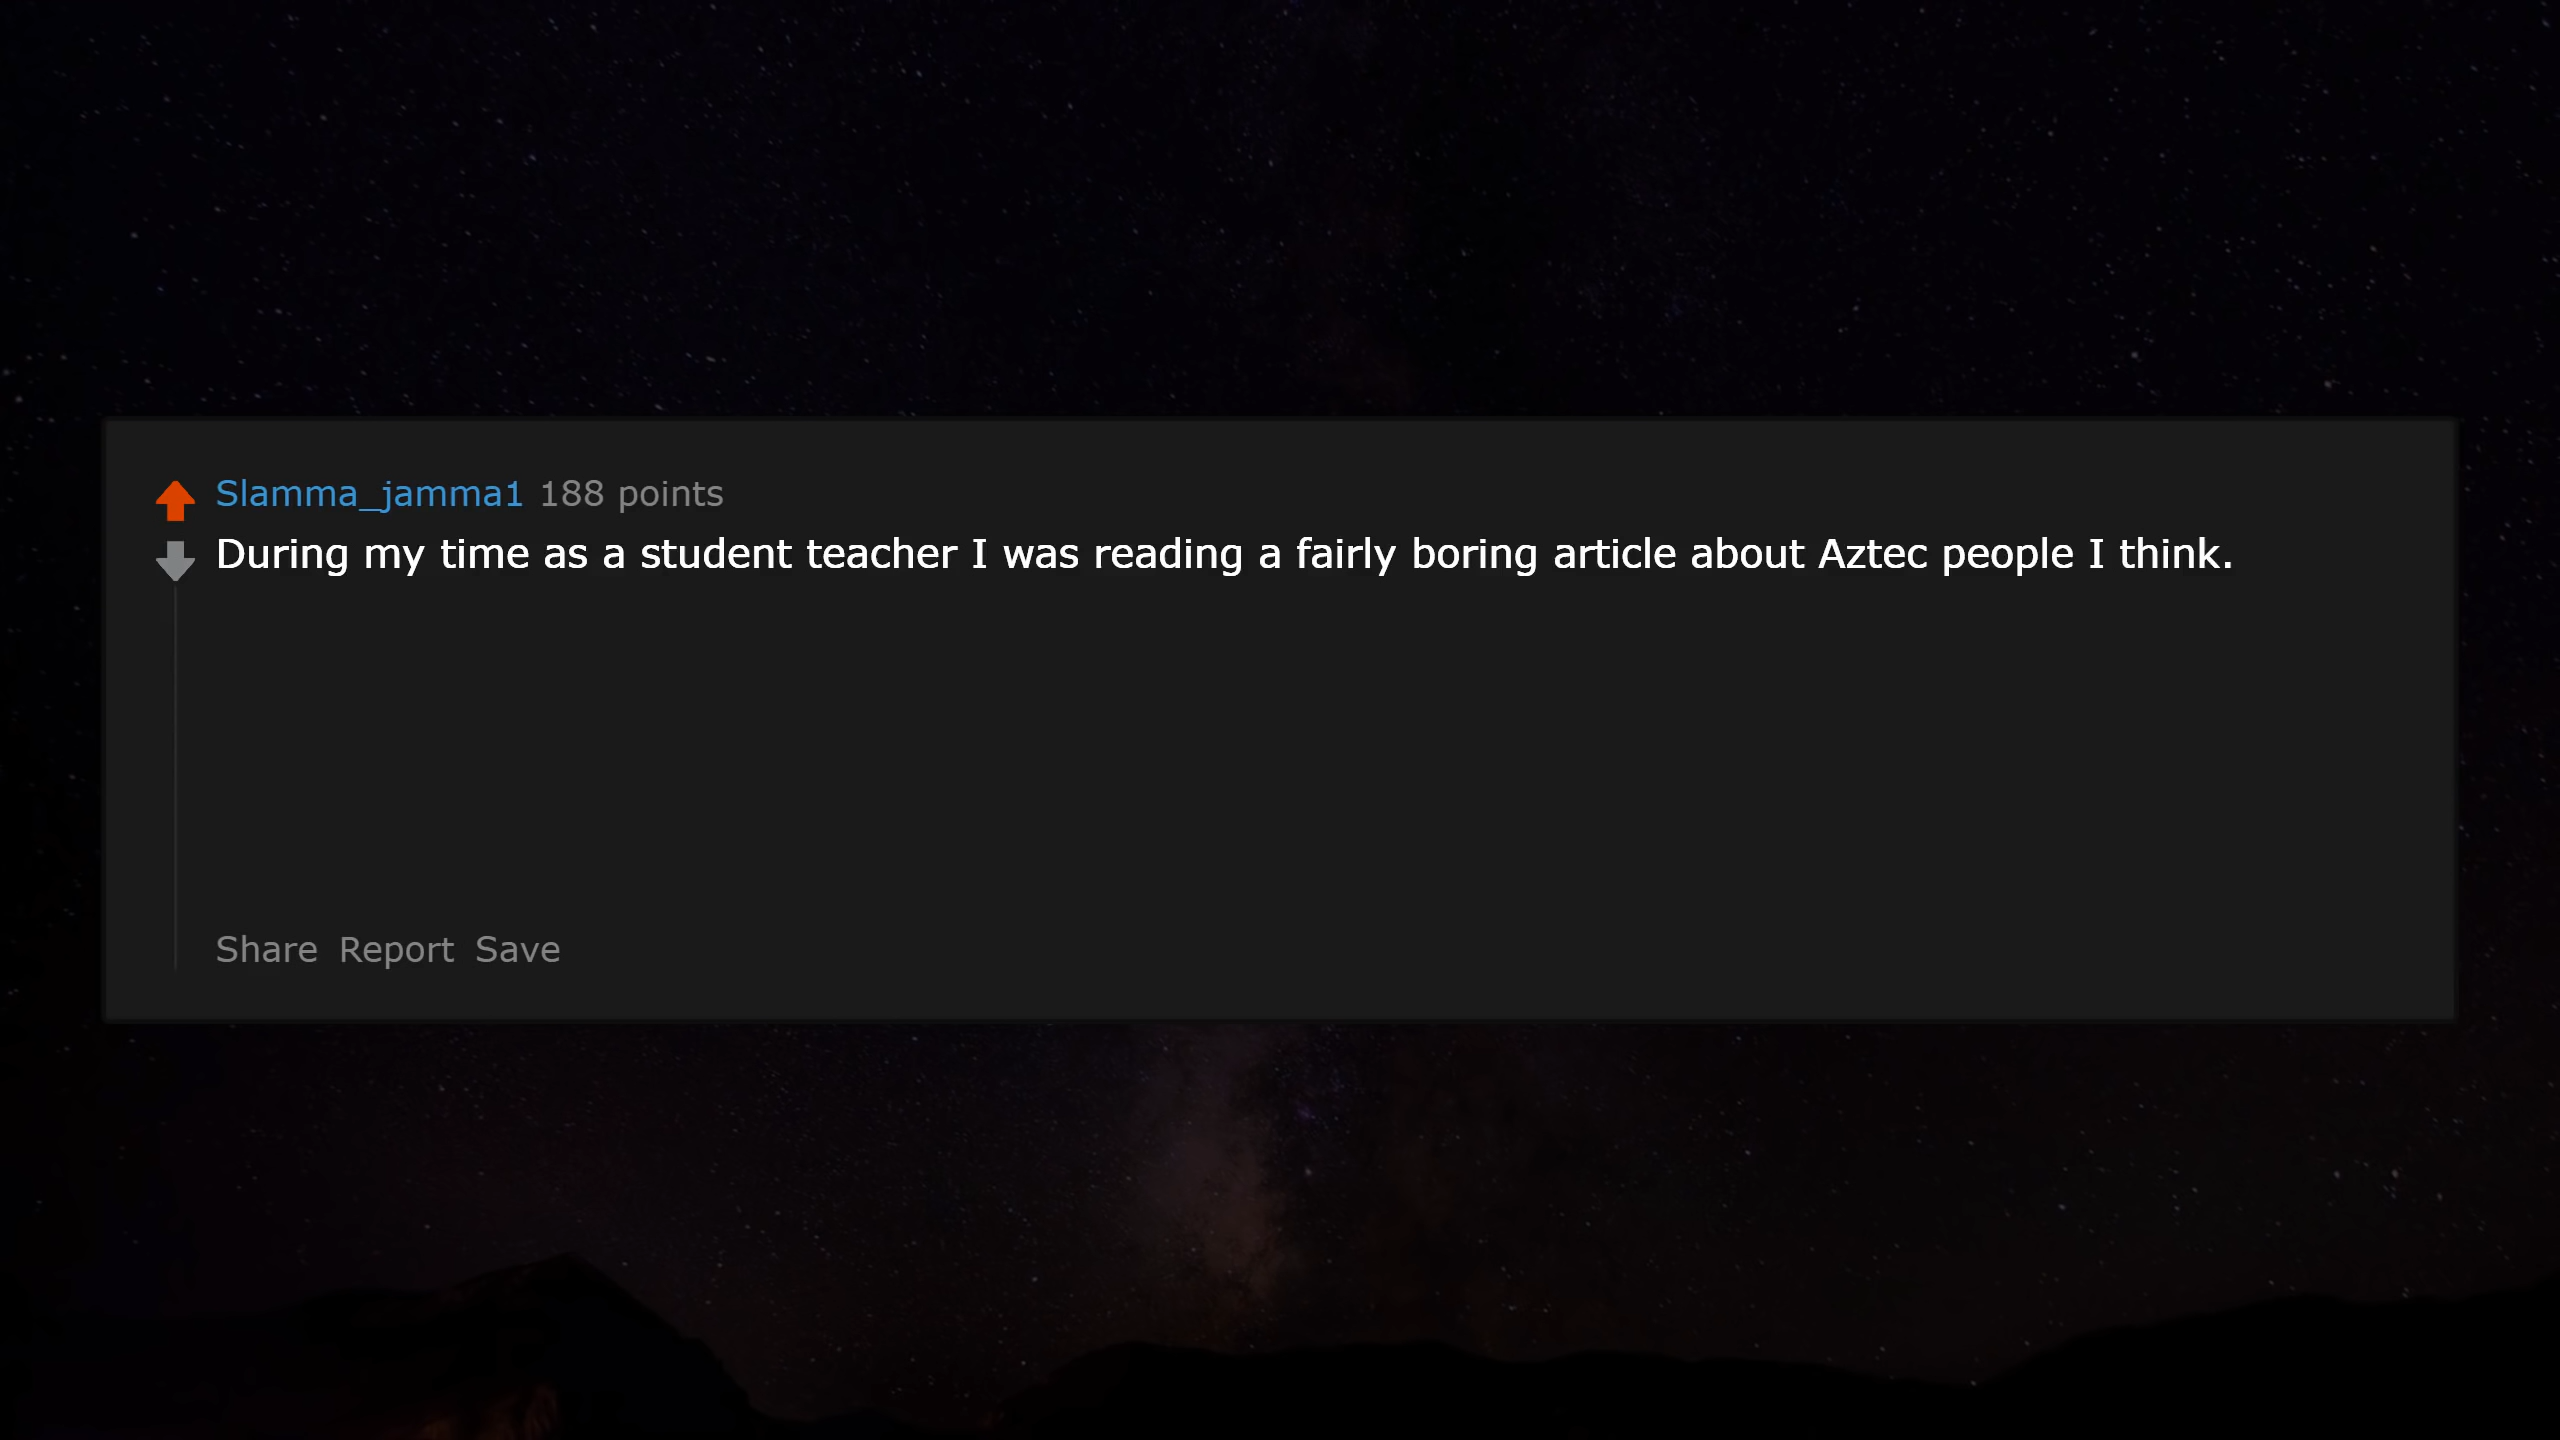 Slamma_jamma1 188 points
During my time as a student teacher I was reading a fairly boring article about Aztec people I think.
Share Report Save